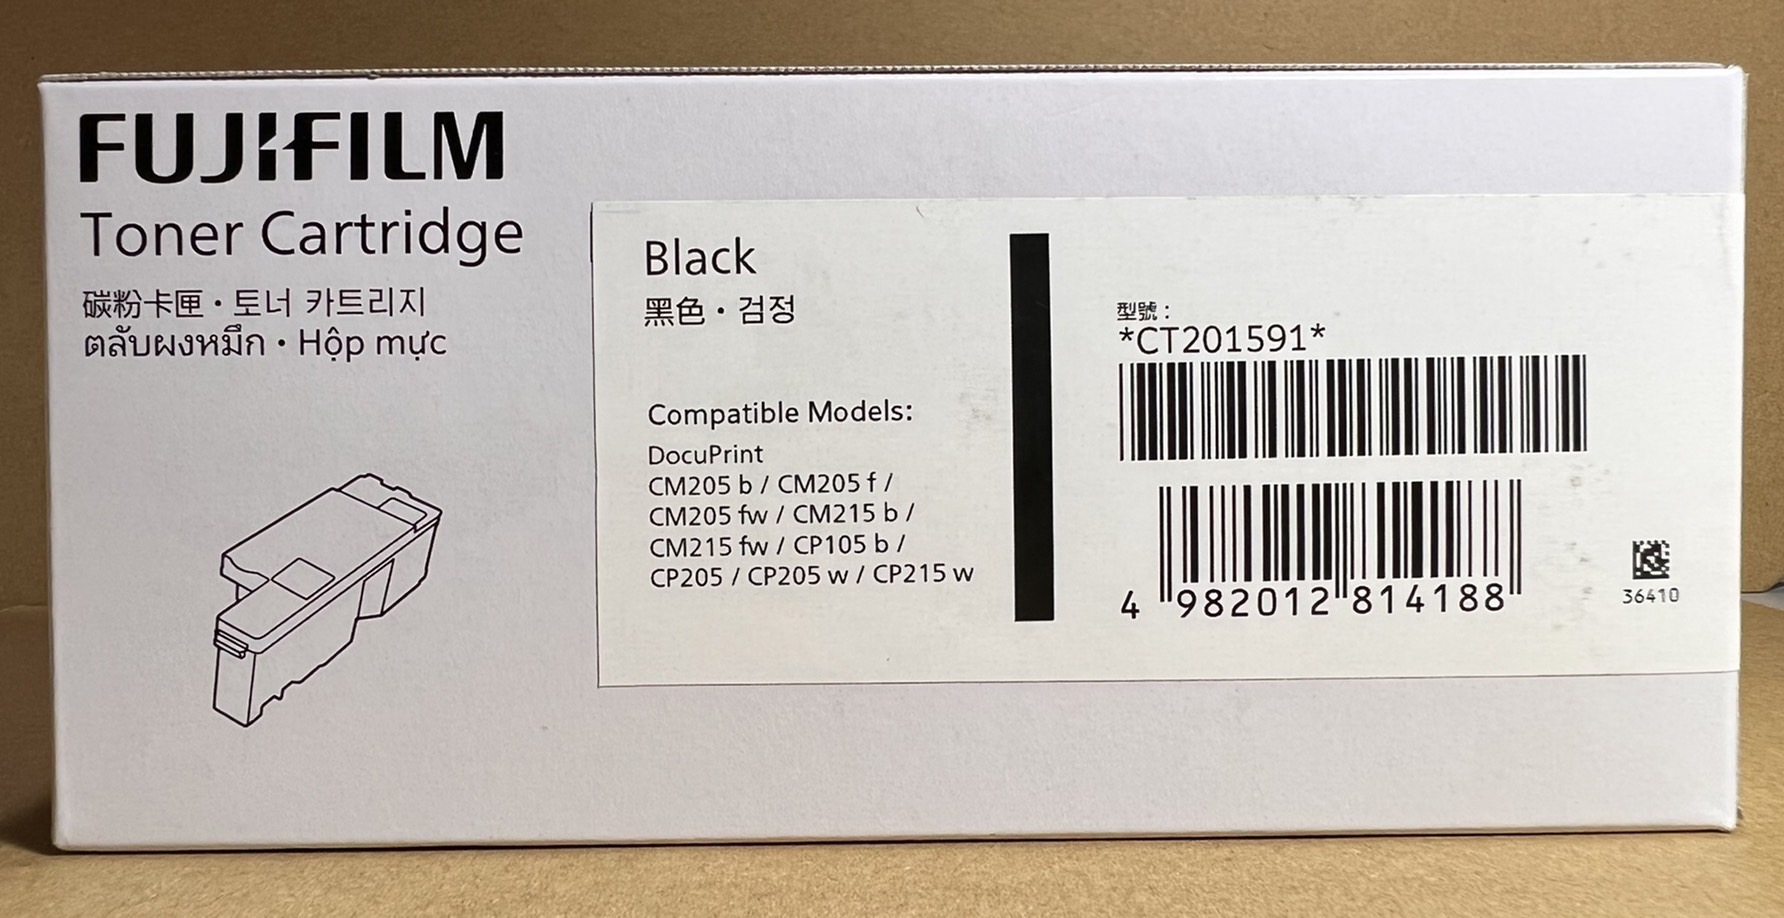 FUJIFILM
Toner Cartridge
碳粉卡匣・토너 카트리지
ตลับผงหมึก・Hộp mực
Black
黑色・검정
Compatible Models:
DocuPrint
CM205 b / CM205 f /
CM205 fw / CM215 b /
CM215 fw / CP105 b /
CP205 / CP205 w / CP215 w
型號：
*CT201591*
4 982012 814188
36410